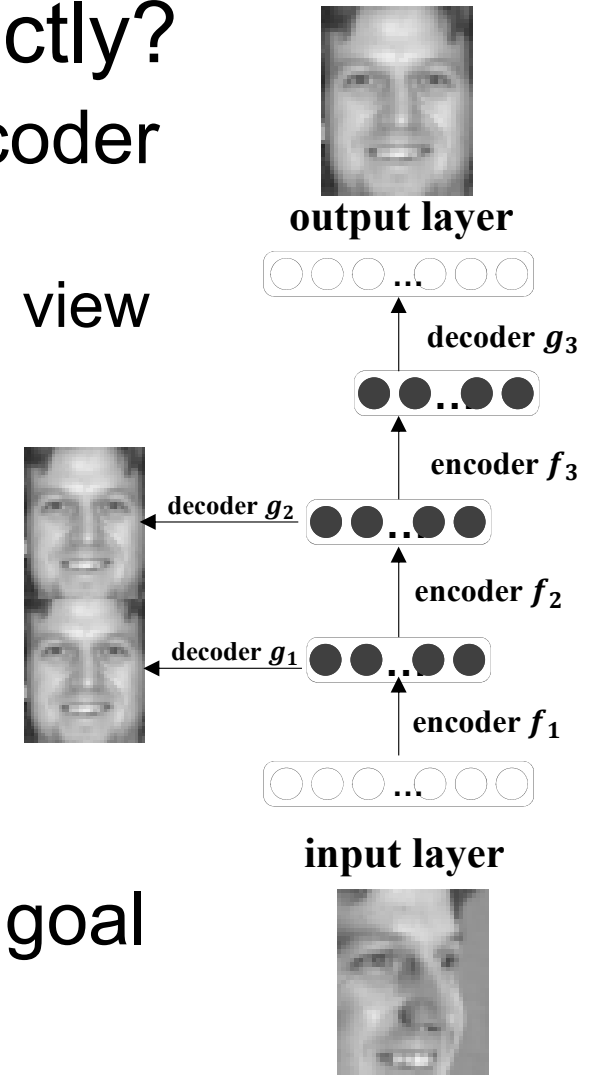 ctly?
coder
output layer
...
view
decoder g₃
...
encoder f₃
decoder g₂
...
encoder f₂
decoder g₁
...
encoder f₁
...
input layer
goal